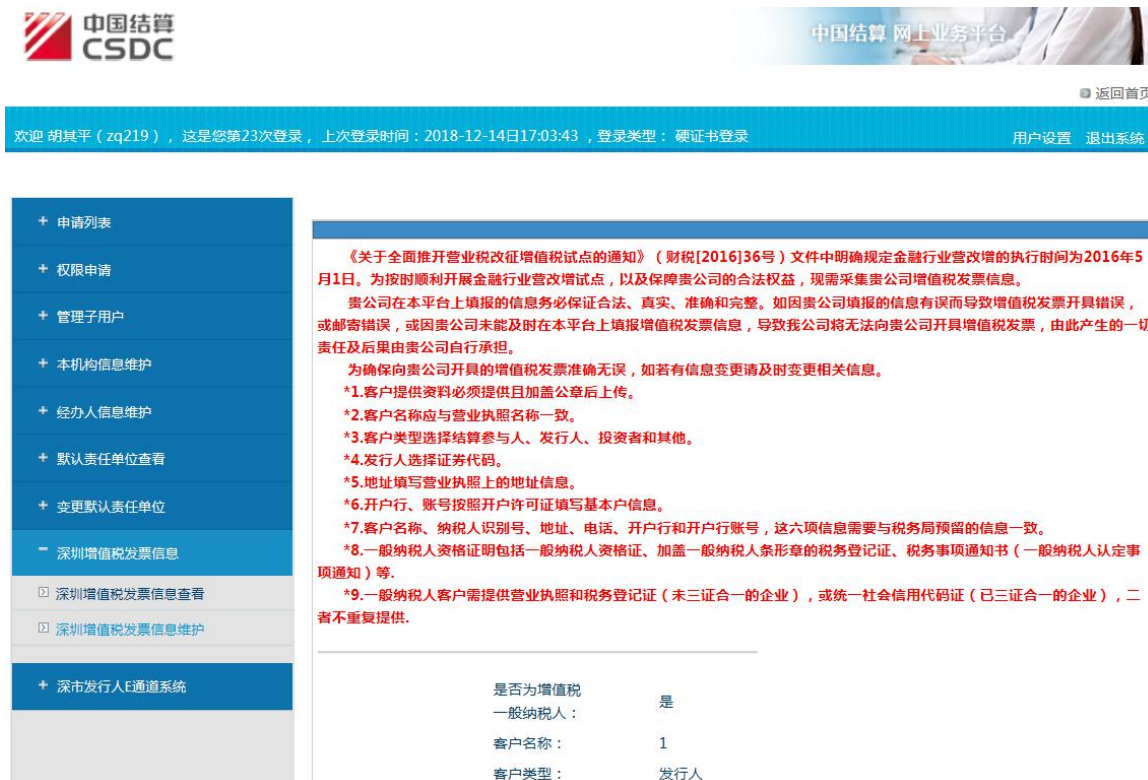 中国结算
CSDC
中国结算 网上业务平台
返回首页
欢迎 胡其平（zq219），这是您第23次登录，上次登录时间：2018-12-14日17:03:43 ，登录类型： 硬证书登录
用户设置 退出系统
+ 申请列表
+ 权限申请
+ 管理子用户
+ 本机构信息维护
+ 经办人信息维护
+ 默认责任单位查看
+ 变更默认责任单位
- 深圳增值税发票信息
深圳增值税发票信息查看
深圳增值税发票信息维护
+ 深市发行人E通道系统
《关于全面推开营业税改征增值税试点的通知》（财税[2016]36号）文件中明确规定金融行业营改增的执行时间为2016年5
月1日。为按时顺利开展金融行业营改增试点，以及保障贵公司的合法权益，现需采集贵公司增值税发票信息。
贵公司在本平台上填报的信息务必保证合法、真实、准确和完整。如因贵公司填报的信息有误而导致增值税发票开具错误，
或邮寄错误，或因贵公司未能及时在本平台上填报增值税发票信息，导致我公司将无法向贵公司开具增值税发票，由此产生的一切
责任及后果由贵公司自行承担。
为确保向贵公司开具的增值税发票准确无误，如若有信息变更请及时变更相关信息。
*1.客户提供资料必须提供且加盖公章后上传。
*2.客户名称应与营业执照名称一致。
*3.客户类型选择结算参与人、发行人、投资者和其他。
*4.发行人选择证券代码。
*5.地址填写营业执照上的地址信息。
*6.开户行、账号按照开户许可证填写基本户信息。
*7.客户名称、纳税人识别号、地址、电话、开户行和开户行账号，这六项信息需要与税务局预留的信息一致。
*8.一般纳税人资格证明包括一般纳税人资格证、加盖一般纳税人条形章的税务登记证、税务事项通知书（一般纳税人认定事
项通知）等.
*9.一般纳税人客户需提供营业执照和税务登记证（未三证合一的企业），或统一社会信用代码证（已三证合一的企业），二
者不重复提供.
是否为增值税
一般纳税人： 是
客户名称： 1
客户类型： 发行人